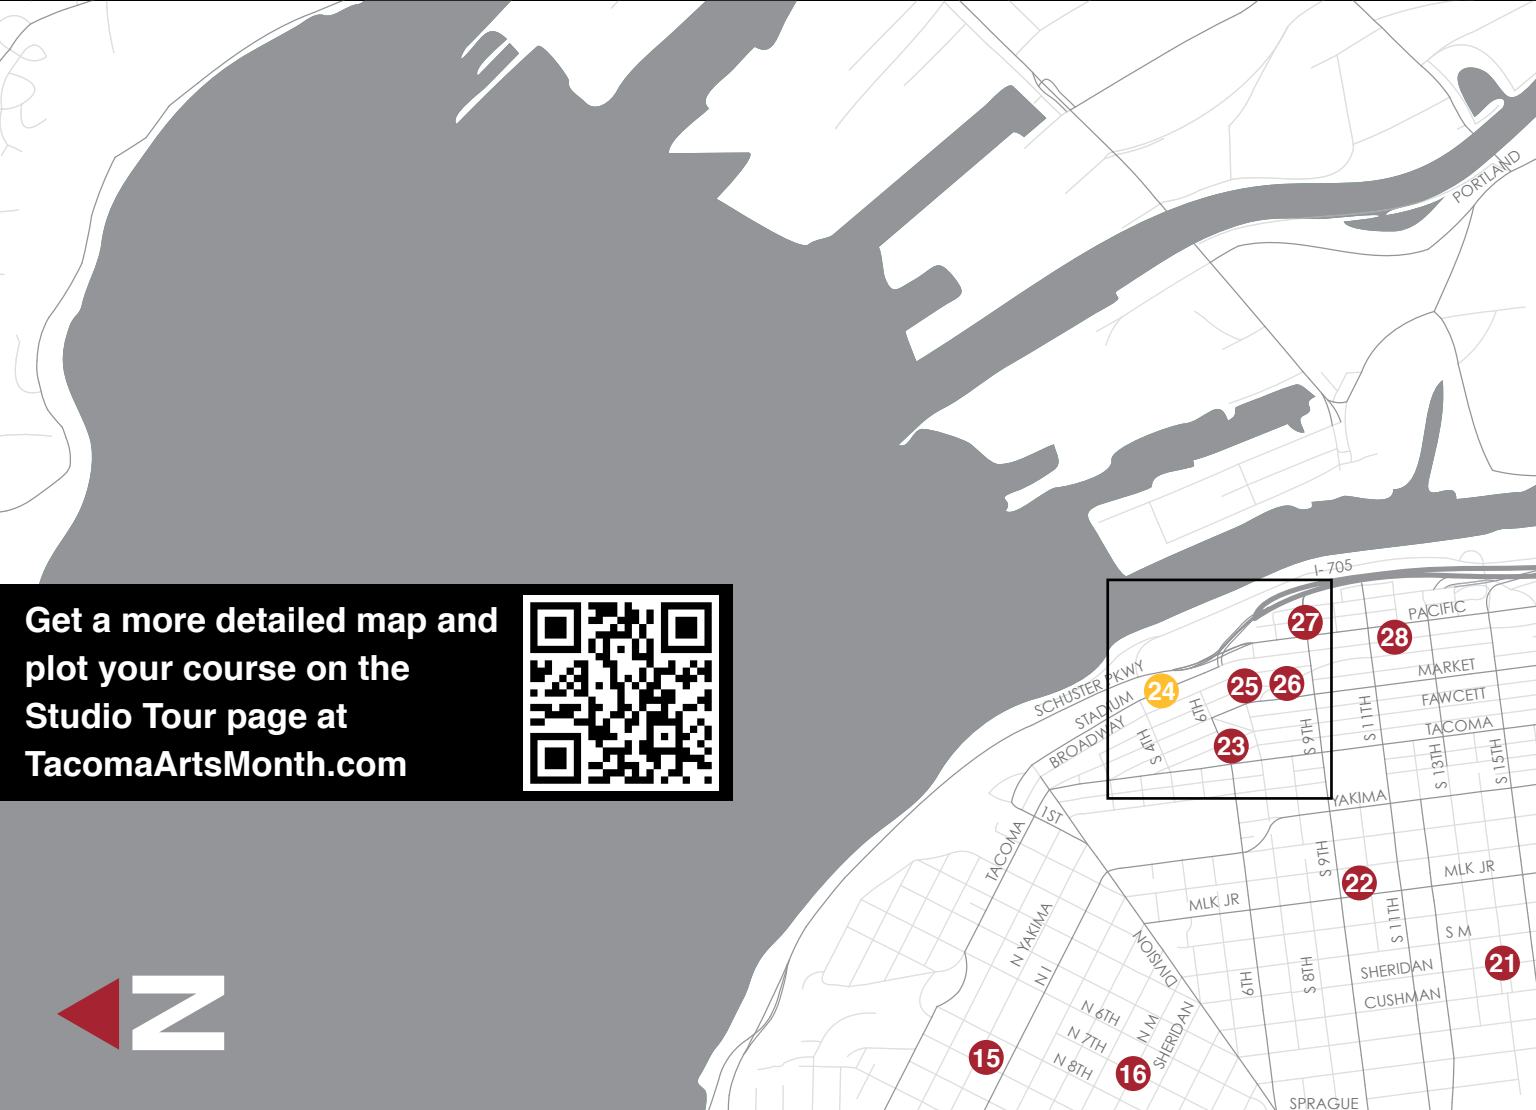 PORTLAND
I- 705
27
PACIFIC
28
Get a more detailed map and
plot your course on the
Studio Tour page at
TacomaArtsMonth.com
SCHUSTER PKWY
24
25
26
MARKET
STADIUM
6TH
FAWCETT
BROADWAY
S 4TH
23
S 9TH
S 11TH
TACOMA
S 13TH
S 15TH
YAKIMA
1ST
TACOMA
S 9TH
22
MLK JR
MLK JR
N YAKIMA
DIVISION
S 11TH
S M
21
N I
6TH
S 8TH
SHERIDAN
CUSHMAN
N
N 6TH
N M
SHERIDAN
N 7TH
15
N 8TH
16
SPRAGUE